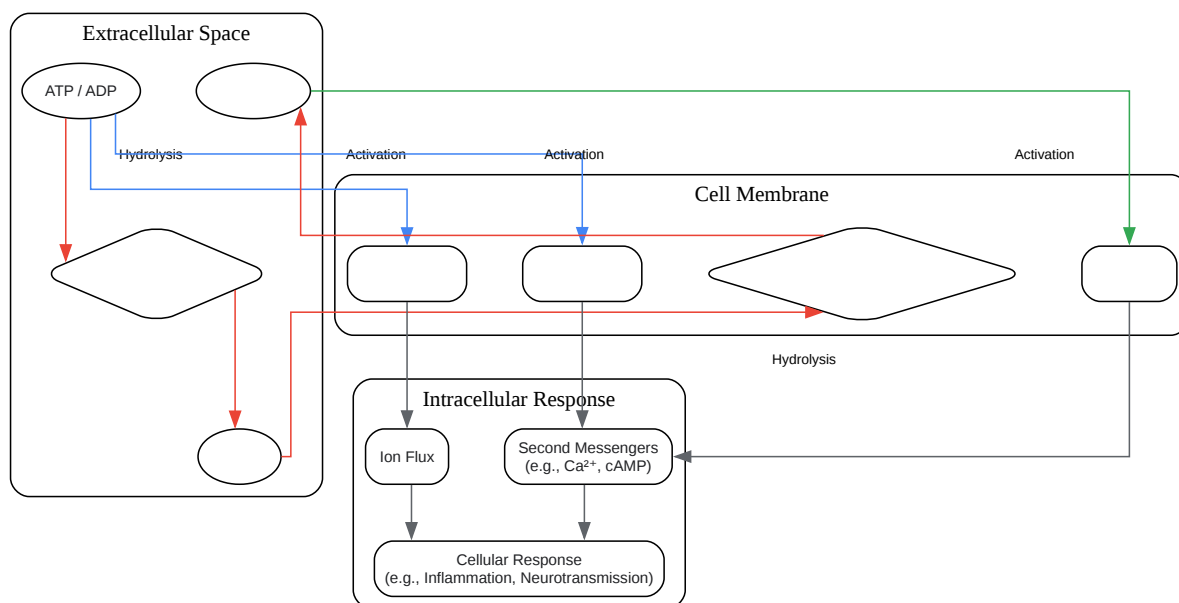 Extracellular Space
ATP / ADP
Hydrolysis
Activation
Activation
Activation
Cell Membrane
Hydrolysis
Intracellular Response
Ion Flux
Second Messengers
(e.g., Ca²⁺, cAMP)
Cellular Response
(e.g., Inflammation, Neurotransmission)